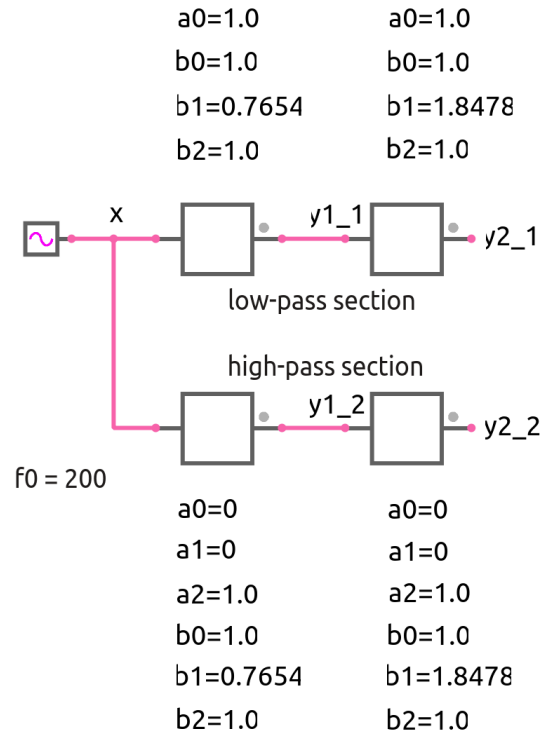 a0=1.0 a0=1.0
b0=1.0 b0=1.0
b1=0.7654 b1=1.8478
b2=1.0 b2=1.0
x y1_1
y2_1
low-pass section
high-pass section
y1_2
y2_2
f0 = 200
a0=0 a0=0
a1=0 a1=0
a2=1.0 a2=1.0
b0=1.0 b0=1.0
b1=0.7654 b1=1.8478
b2=1.0 b2=1.0